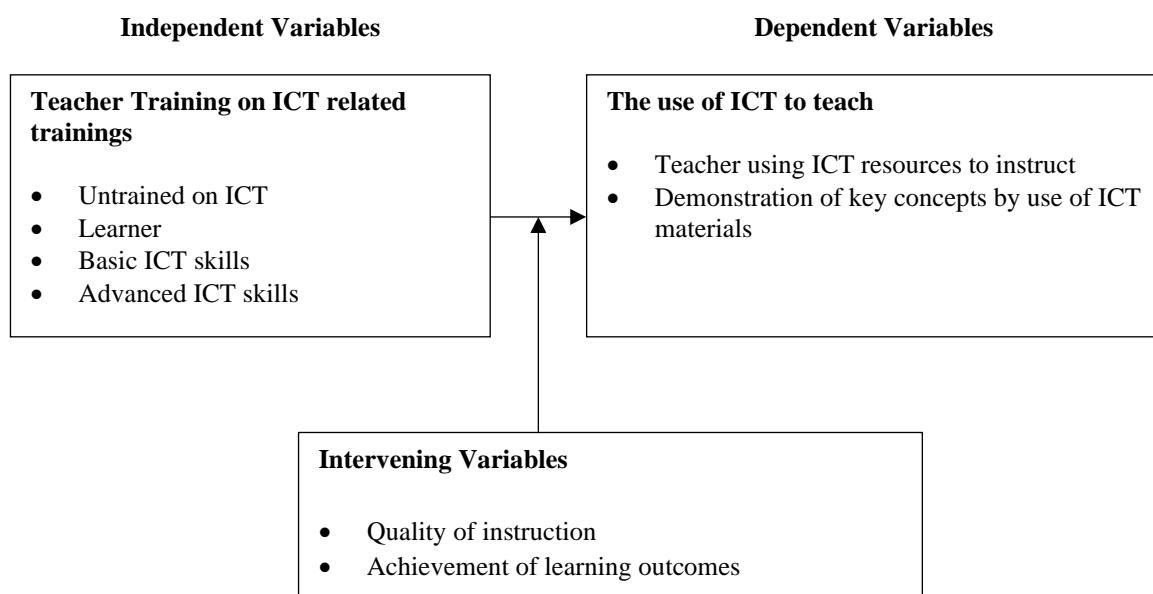 Independent Variables
Dependent Variables
Teacher Training on ICT related
trainings
• Untrained on ICT
• Learner
• Basic ICT skills
• Advanced ICT skills
The use of ICT to teach
• Teacher using ICT resources to instruct
• Demonstration of key concepts by use of ICT
materials
Intervening Variables
• Quality of instruction
• Achievement of learning outcomes